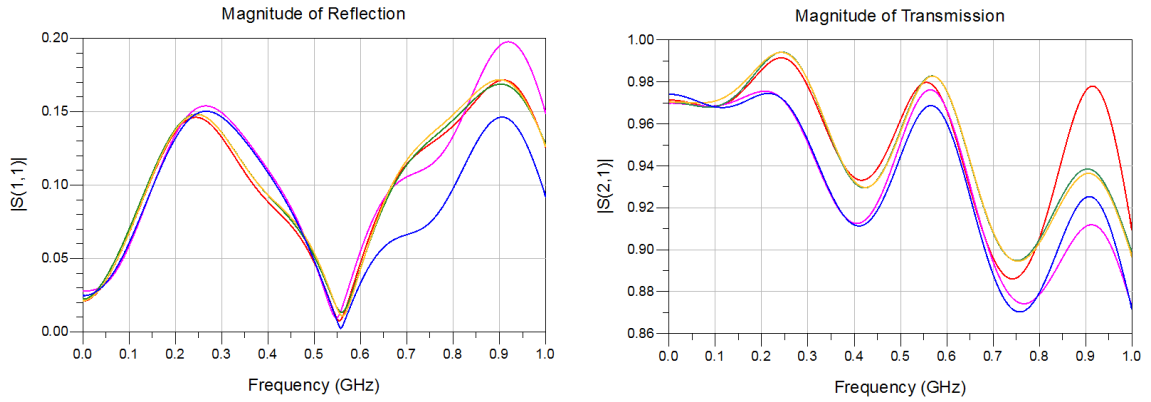 Magnitude of Reflection
|S(1,1)|
0.20
0.15
0.10
0.05
0.00
0.0 0.1 0.2 0.3 0.4 0.5 0.6 0.7 0.8 0.9 1.0
Frequency (GHz)
Magnitude of Transmission
|S(2,1)|
1.00
0.98
0.96
0.94
0.92
0.90
0.88
0.86
0.0 0.1 0.2 0.3 0.4 0.5 0.6 0.7 0.8 0.9 1.0
Frequency (GHz)